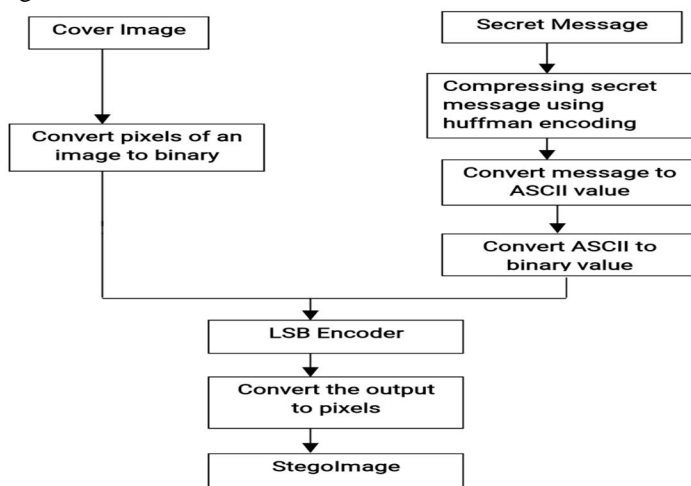 Cover Image
Secret Message
Compressing secret
message using
huffman encoding
Convert pixels of an
image to binary
Convert message to
ASCII value
Convert ASCII to
binary value
LSB Encoder
Convert the output
to pixels
StegoImage